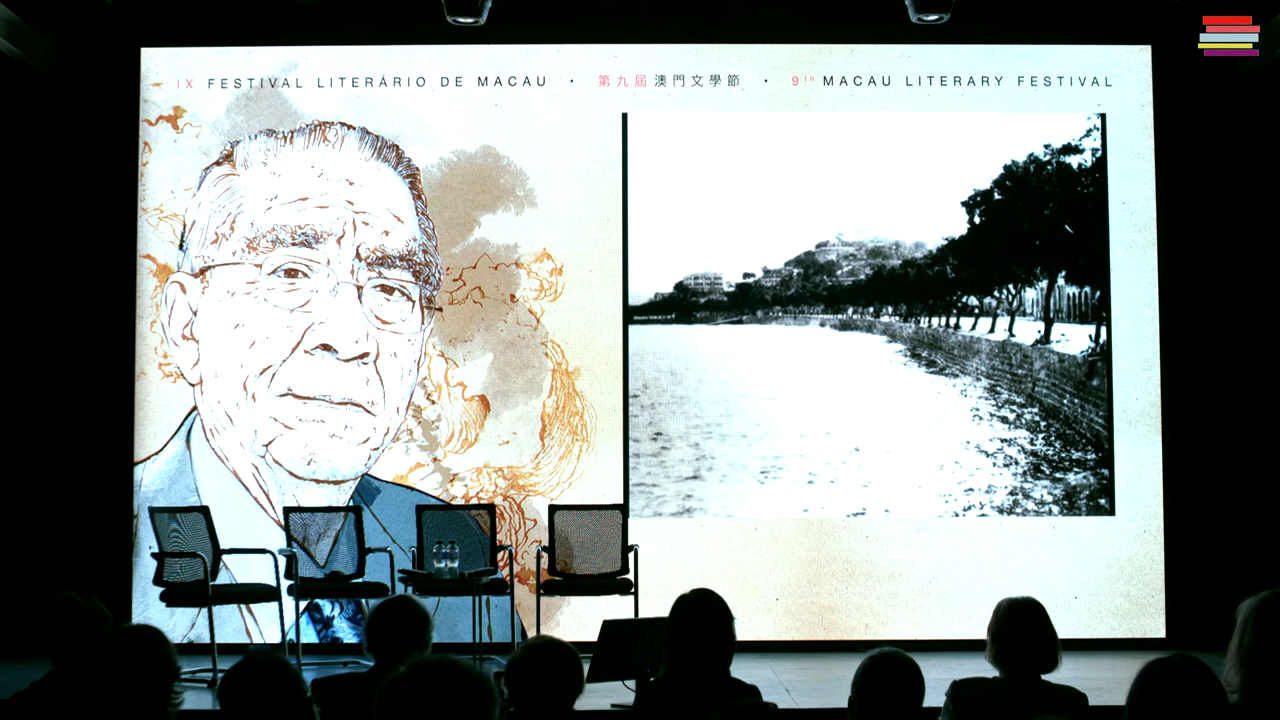 IX FESTIVAL LITERÁRIO DE MACAU • 第九屆澳門文學節 • 9th MACAU LITERARY FESTIVAL